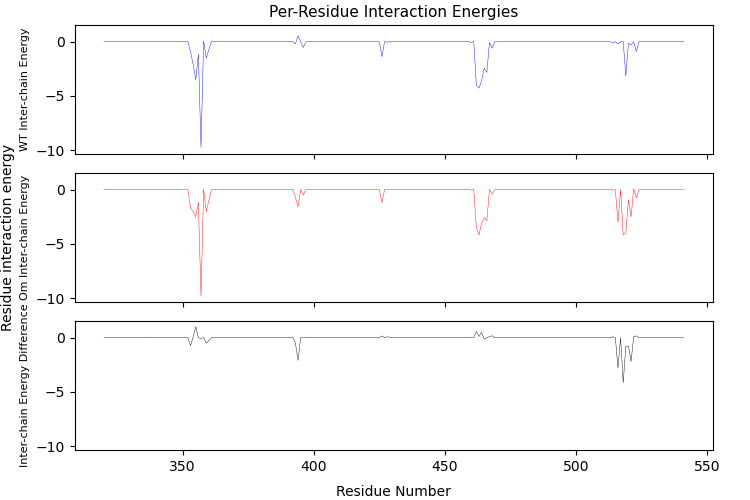 Per-Residue Interaction Energies
Residue interaction energy
WT Inter-chain Energy
0
−5
−10
Om Inter-chain Energy
0
−5
−10
Inter-chain Energy Difference
0
−5
−10
350
400
450
500
550
Residue Number